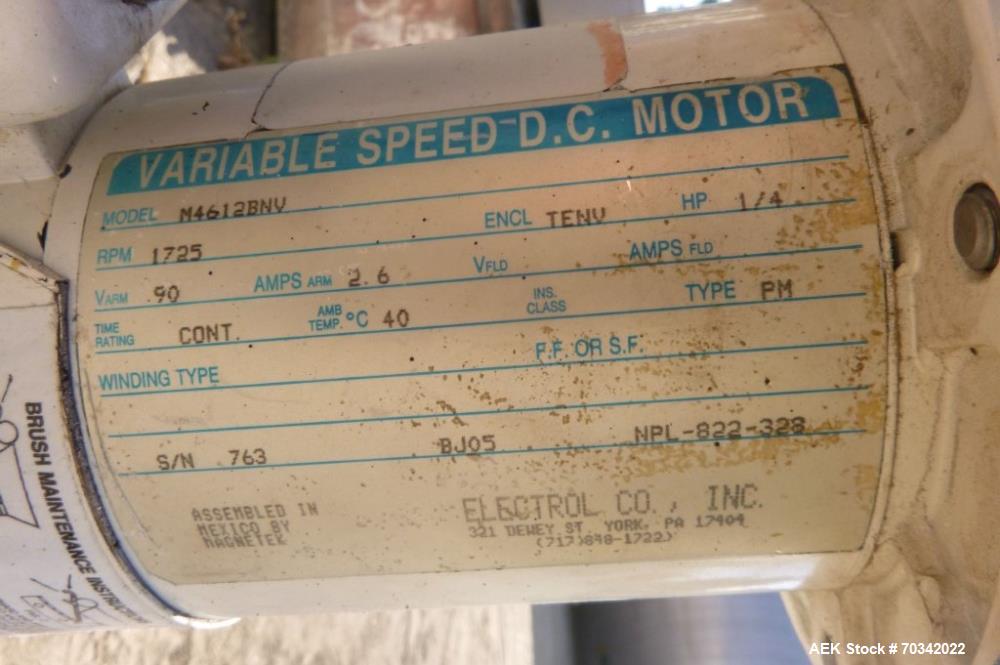 VARIABLE SPEED D.C. MOTOR
MODEL M4612BNV
ENCL TENV HP 1/4
RPM 1725
VARM 90 AMPS ARM 2.6 VFLD AMPS FLD
TIME RATING CONT. AMB TEMP. °C 40 INS. CLASS TYPE PM
WINDING TYPE F.F. OR S.F.
S/N 763 BJ05 NPL-822-328
ASSEMBLED IN
MEXICO BY
MAGNETEK
ELECTROL CO., INC.
321 DEWEY ST. YORK, PA 17404
(717)848-1722)
BRUSH MAINTENANCE
AEK Stock # 70342022